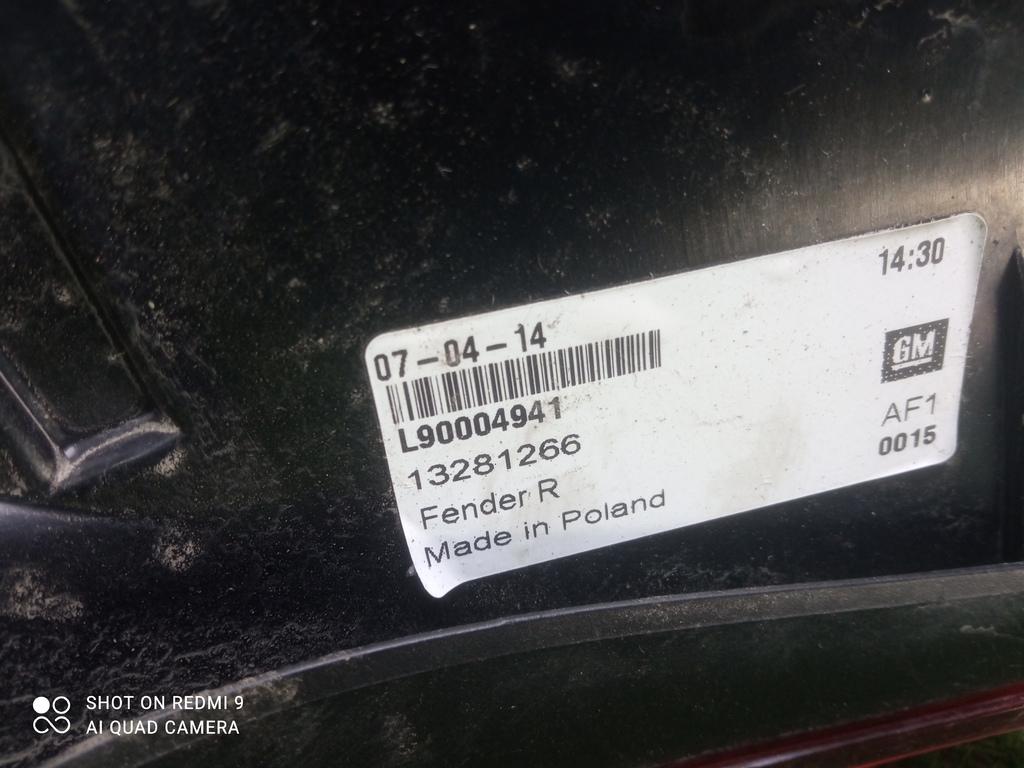 14:30
07-04-14
L90004941
13281266
Fender R
Made in Poland
GM
AF1
0015
SHOT ON REDMI 9
AI QUAD CAMERA